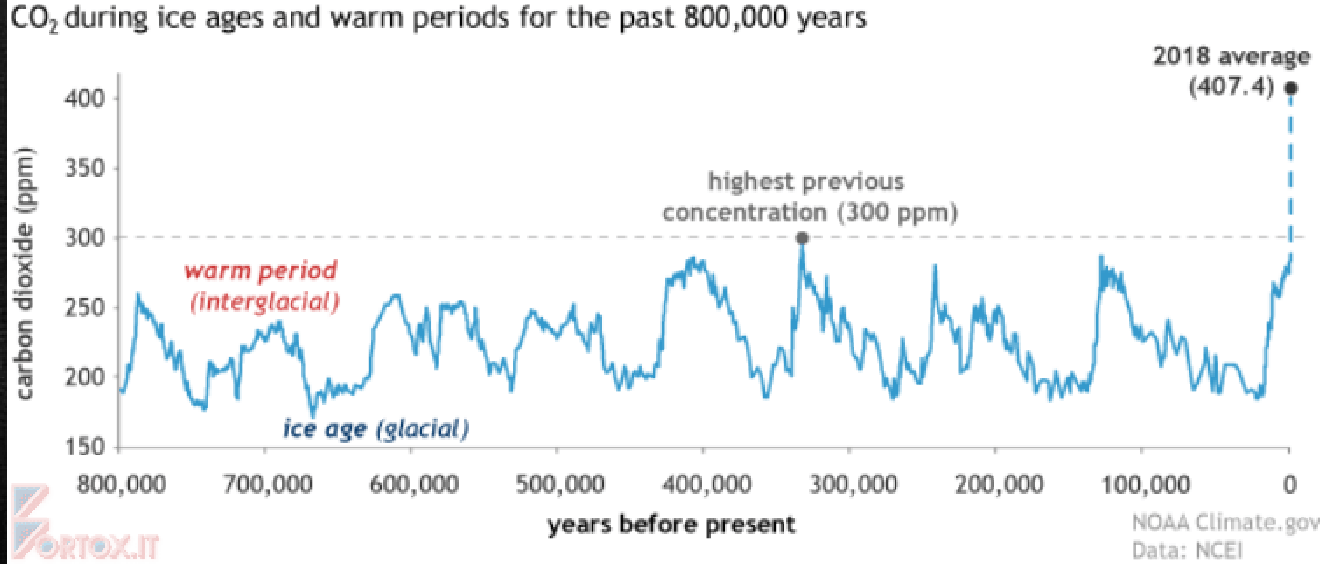 CO₂ during ice ages and warm periods for the past 800,000 years
2018 average
(407.4)
400
350
highest previous
concentration (300 ppm)
300
warm period
(interglacial)
250
200
ice age (glacial)
150
carbon dioxide (ppm)
800,000 700,000 600,000 500,000 400,000 300,000 200,000 100,000 0
years before present
NOAA Climate.gov
Data: NCEI
VORTOX.IT